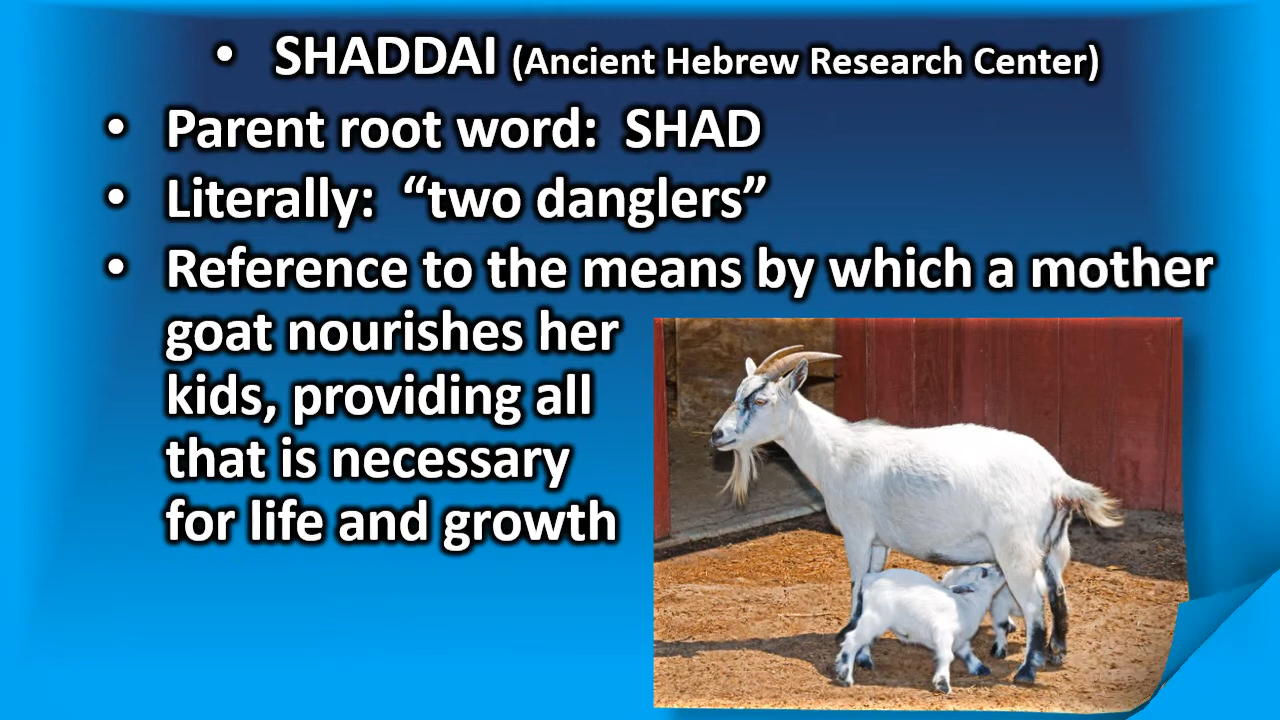 • SHADDAI (Ancient Hebrew Research Center)
• Parent root word:  SHAD
• Literally:  “two danglers”
• Reference to the means by which a mother
goat nourishes her
kids, providing all
that is necessary
for life and growth